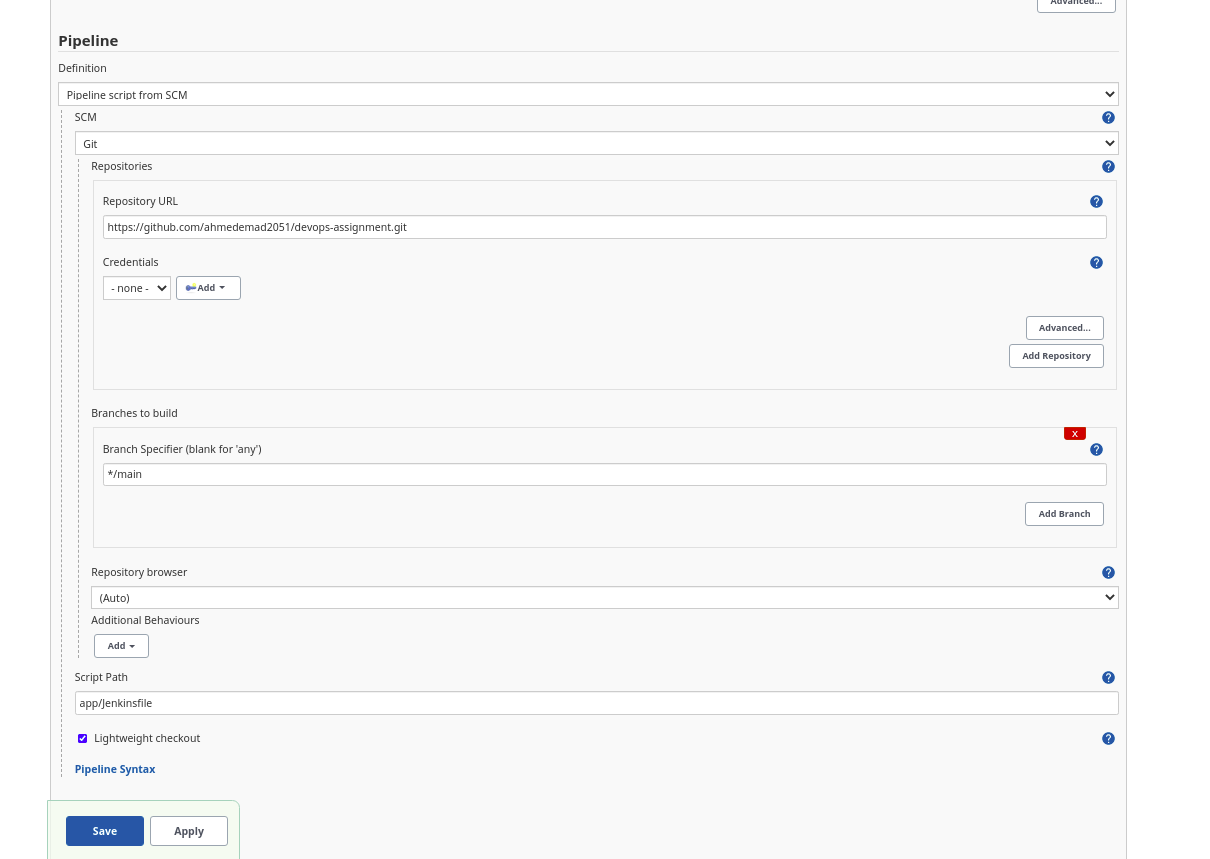 Advanced...
Pipeline
Definition
Pipeline script from SCM
SCM
?
Git
Repositories
?
Repository URL
?
https://github.com/ahmedemad2051/devops-assignment.git
Credentials
?
- none -
Add
Advanced...
Add Repository
Branches to build
x
Branch Specifier (blank for 'any')
?
*/main
Add Branch
Repository browser
?
(Auto)
Additional Behaviours
Add
Script Path
?
app/Jenkinsfile
Lightweight checkout
?
Pipeline Syntax
Save
Apply